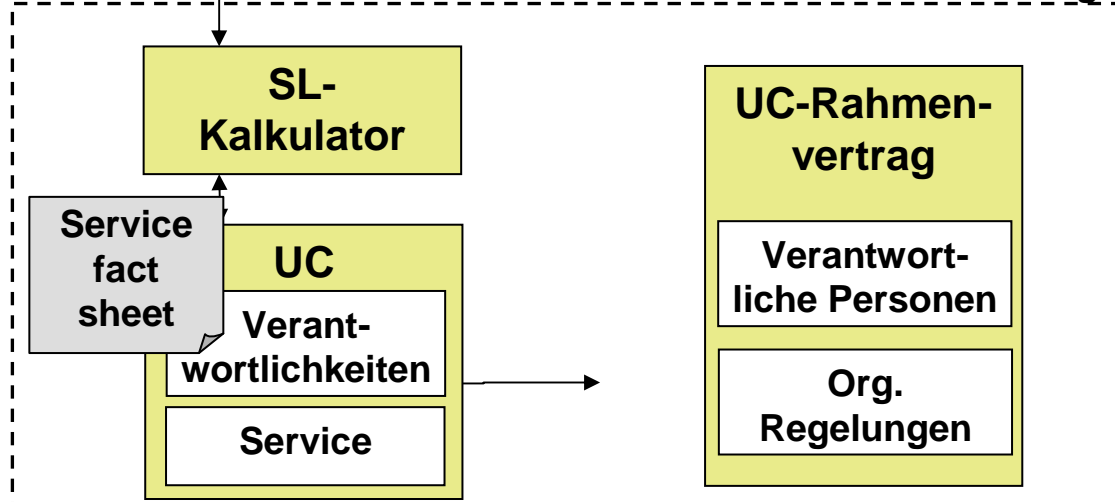 SL-
Kalkulator
UC-Rahmen-
vertrag
Service
fact
sheet
UC
Verant-
wortlichkeiten
Service
Verantwort-
liche Personen
Org.
Regelungen